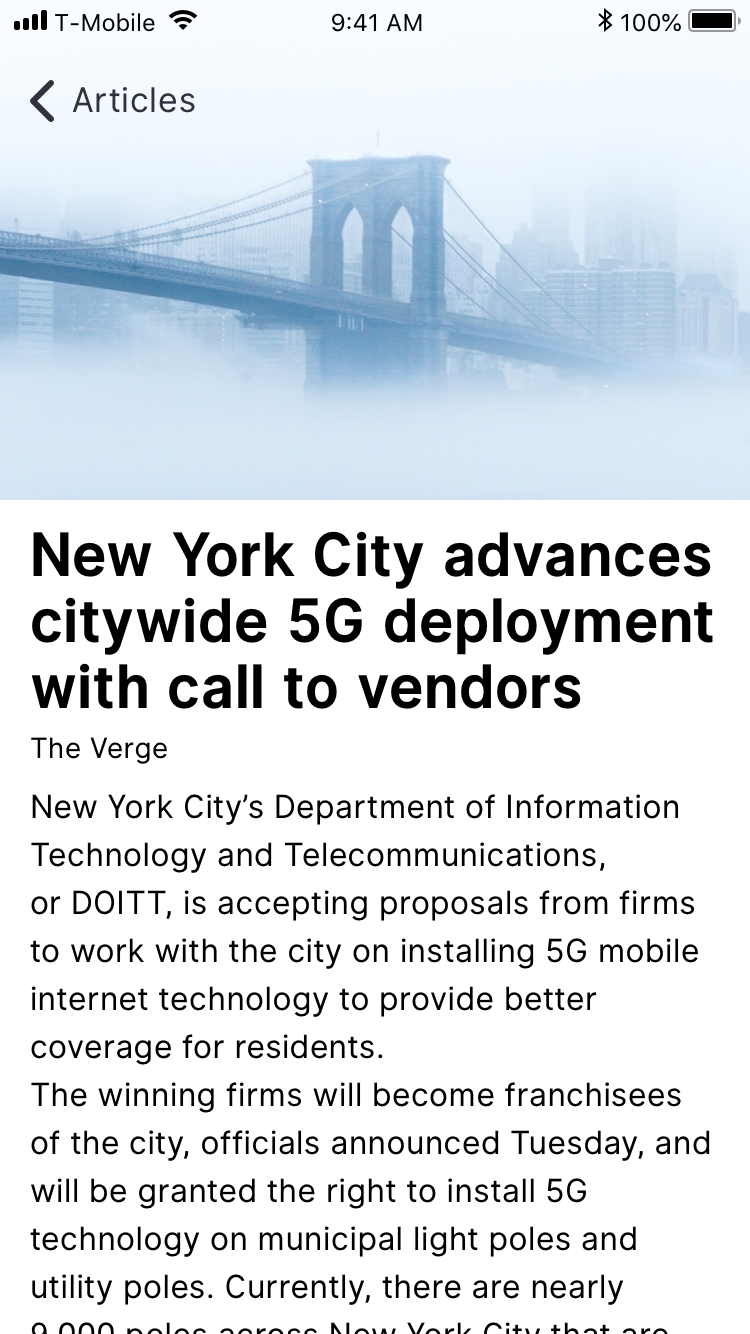 T-Mobile 9:41 AM 100%
Articles
New York City advances
citywide 5G deployment
with call to vendors
The Verge
New York City’s Department of Information
Technology and Telecommunications,
or DOITT, is accepting proposals from firms
to work with the city on installing 5G mobile
internet technology to provide better
coverage for residents.
The winning firms will become franchisees
of the city, officials announced Tuesday, and
will be granted the right to install 5G
technology on municipal light poles and
utility poles. Currently, there are nearly
9,000 poles across New York City that are